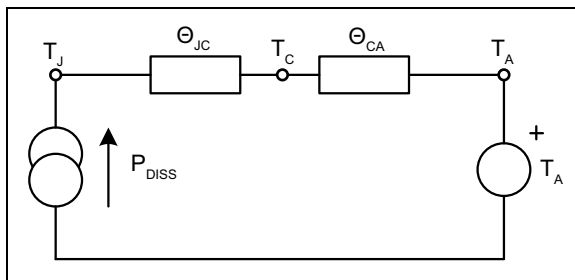 Θ_JC
Θ_CA
T_J
T_C
T_A
+
P_DISS
T_A